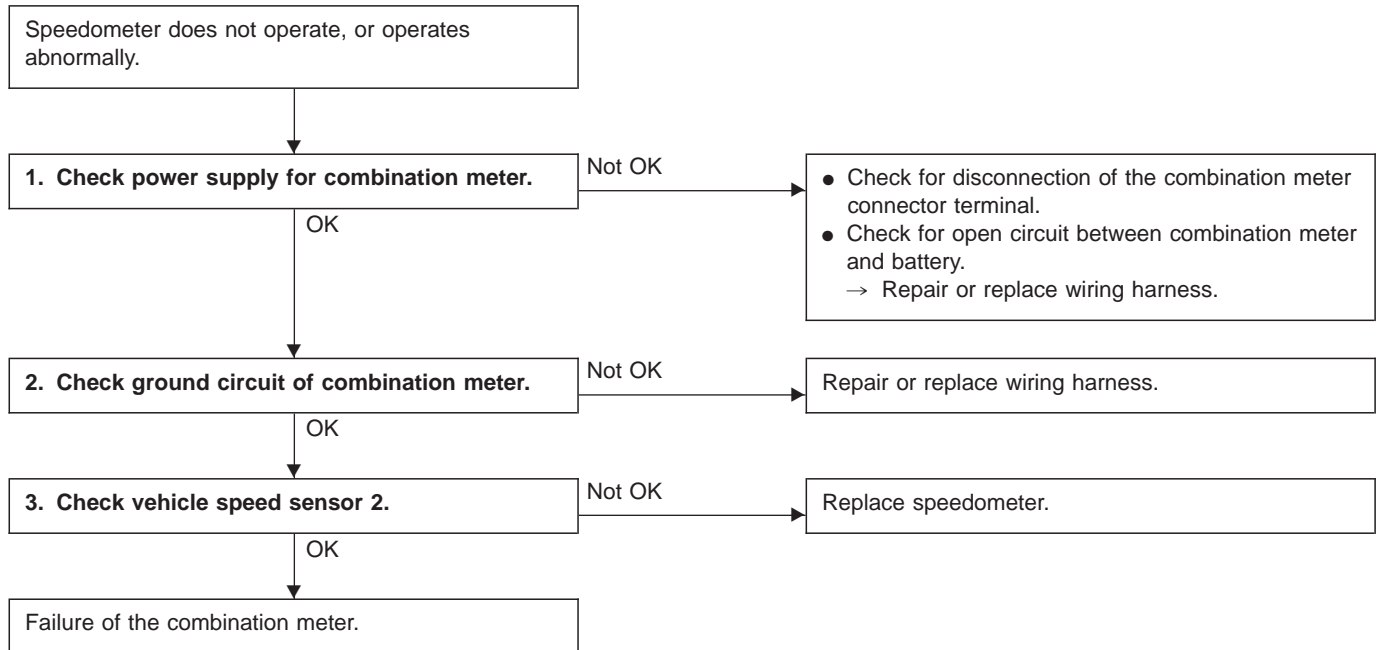 Speedometer does not operate, or operates
abnormally.
1. Check power supply for combination meter.
Not OK
● Check for disconnection of the combination meter
connector terminal.
● Check for open circuit between combination meter
and battery.
→ Repair or replace wiring harness.
OK
2. Check ground circuit of combination meter.
Not OK
Repair or replace wiring harness.
OK
3. Check vehicle speed sensor 2.
Not OK
Replace speedometer.
OK
Failure of the combination meter.